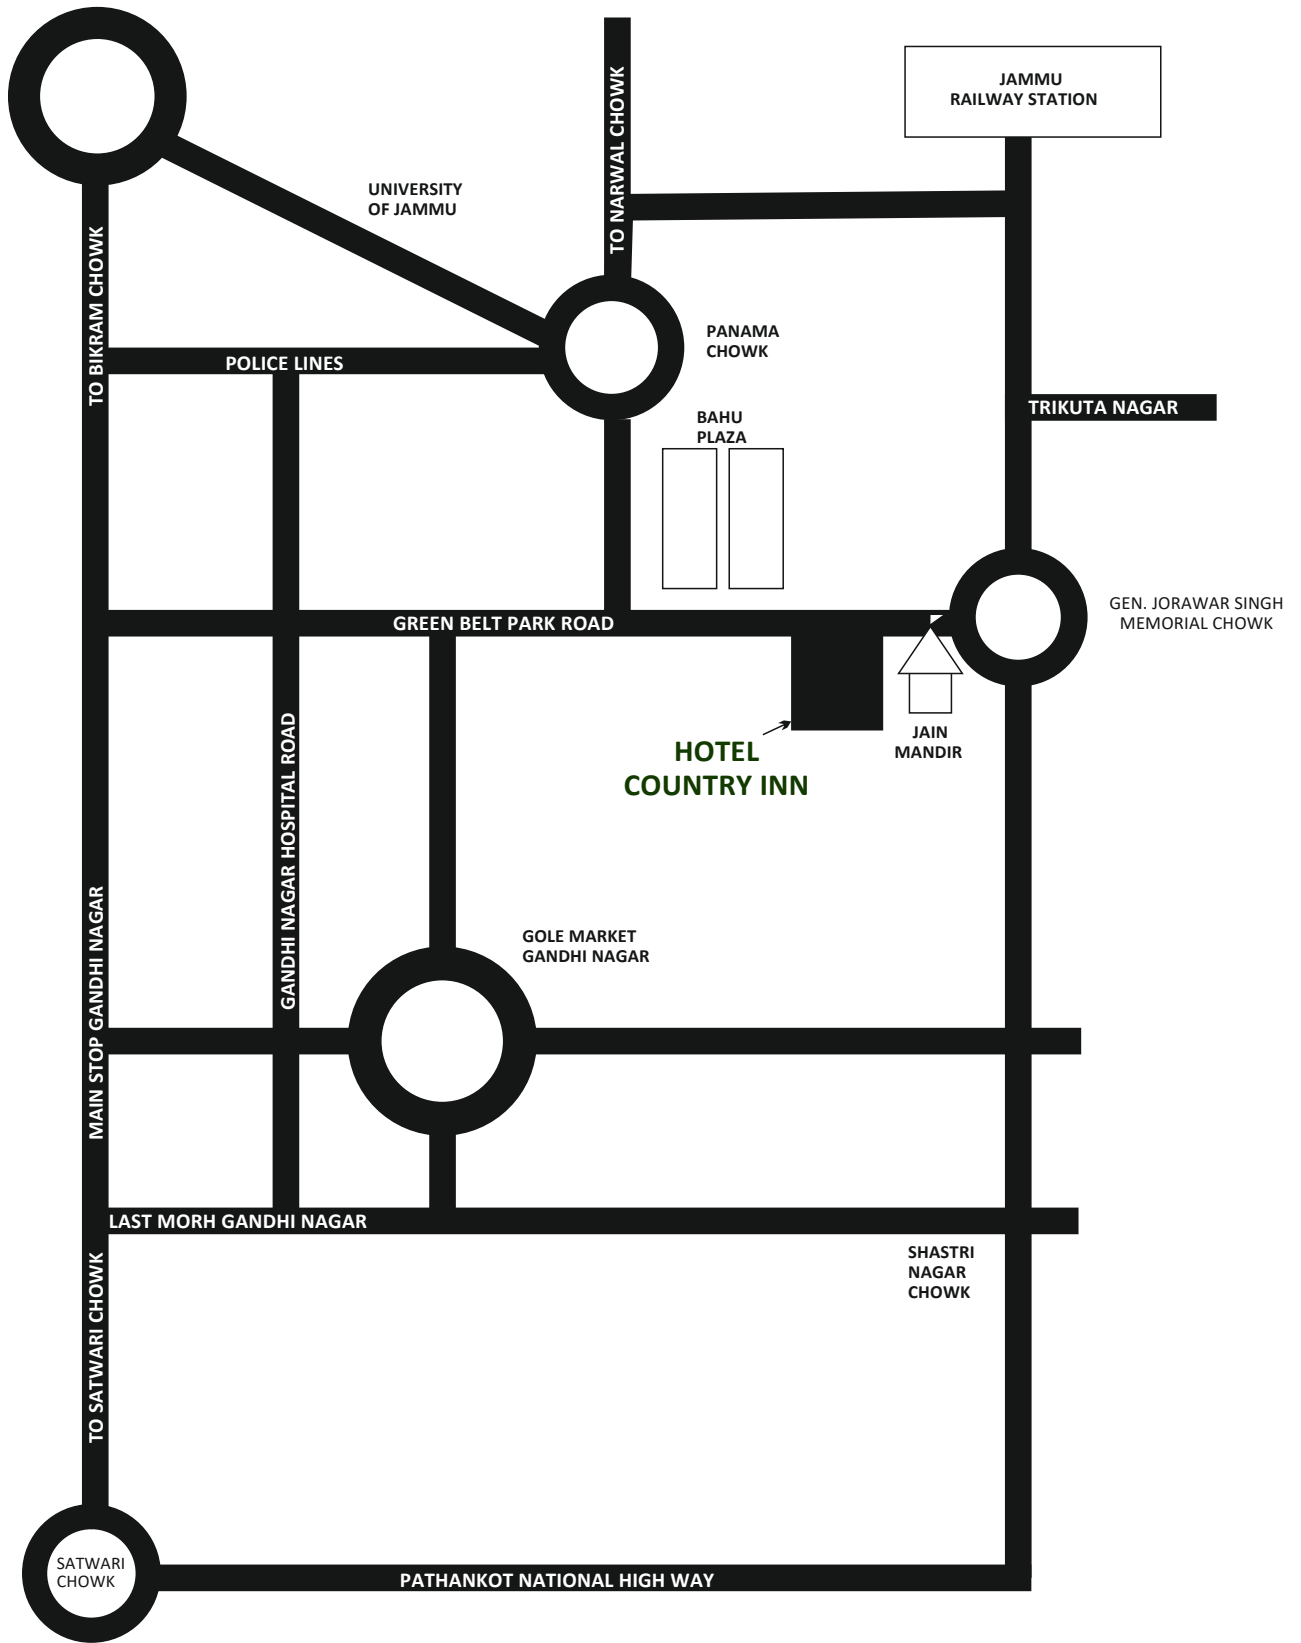 JAMMU
RAILWAY STATION
TO NARWAL CHOWK
UNIVERSITY
OF JAMMU
TO BIKRAM CHOWK
PANAMA
CHOWK
POLICE LINES
TRIKUTA NAGAR
BAHU
PLAZA
GEN. JORAWAR SINGH
MEMORIAL CHOWK
GREEN BELT PARK ROAD
JAIN
MANDIR
HOTEL
COUNTRY INN
GANDHI NAGAR HOSPITAL ROAD
MAIN STOP GANDHI NAGAR
GOLE MARKET
GANDHI NAGAR
LAST MORH GANDHI NAGAR
SHASTRI
NAGAR
CHOWK
TO SATWARI CHOWK
SATWARI
CHOWK
PATHANKOT NATIONAL HIGH WAY